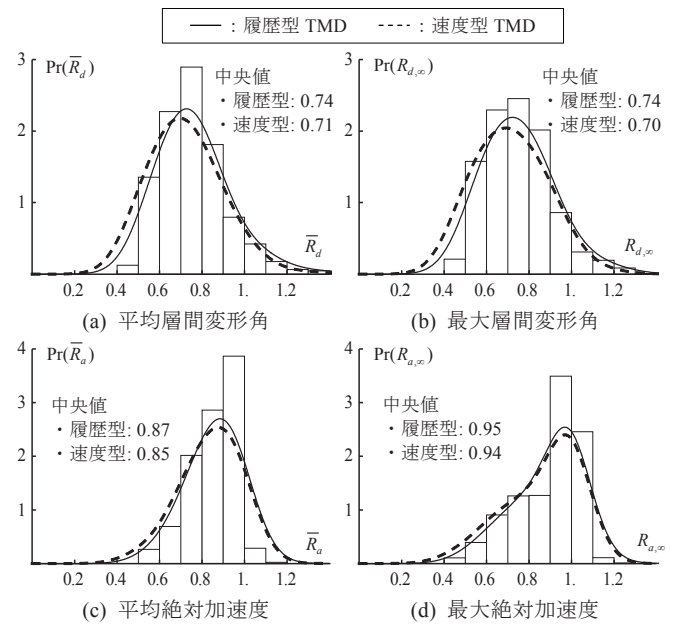 : 履歴型 TMD : 速度型 TMD
Pr(R̅d)
中央値
・履歴型: 0.74
・速度型: 0.71
3
2
1
R̅d
0.2 0.4 0.6 0.8 1. 1.2
(a) 平均層間変形角
Pr(Rd,∞)
中央値
・履歴型: 0.74
・速度型: 0.70
3
2
1
Rd,∞
0.2 0.4 0.6 0.8 1. 1.2
(b) 最大層間変形角
Pr(R̅a)
中央値
・履歴型: 0.87
・速度型: 0.85
4
3
2
1
R̅a
0.2 0.4 0.6 0.8 1. 1.2
(c) 平均絶対加速度
Pr(Ra,∞)
中央値
・履歴型: 0.95
・速度型: 0.94
4
3
2
1
Ra,∞
0.2 0.4 0.6 0.8 1. 1.2
(d) 最大絶対加速度